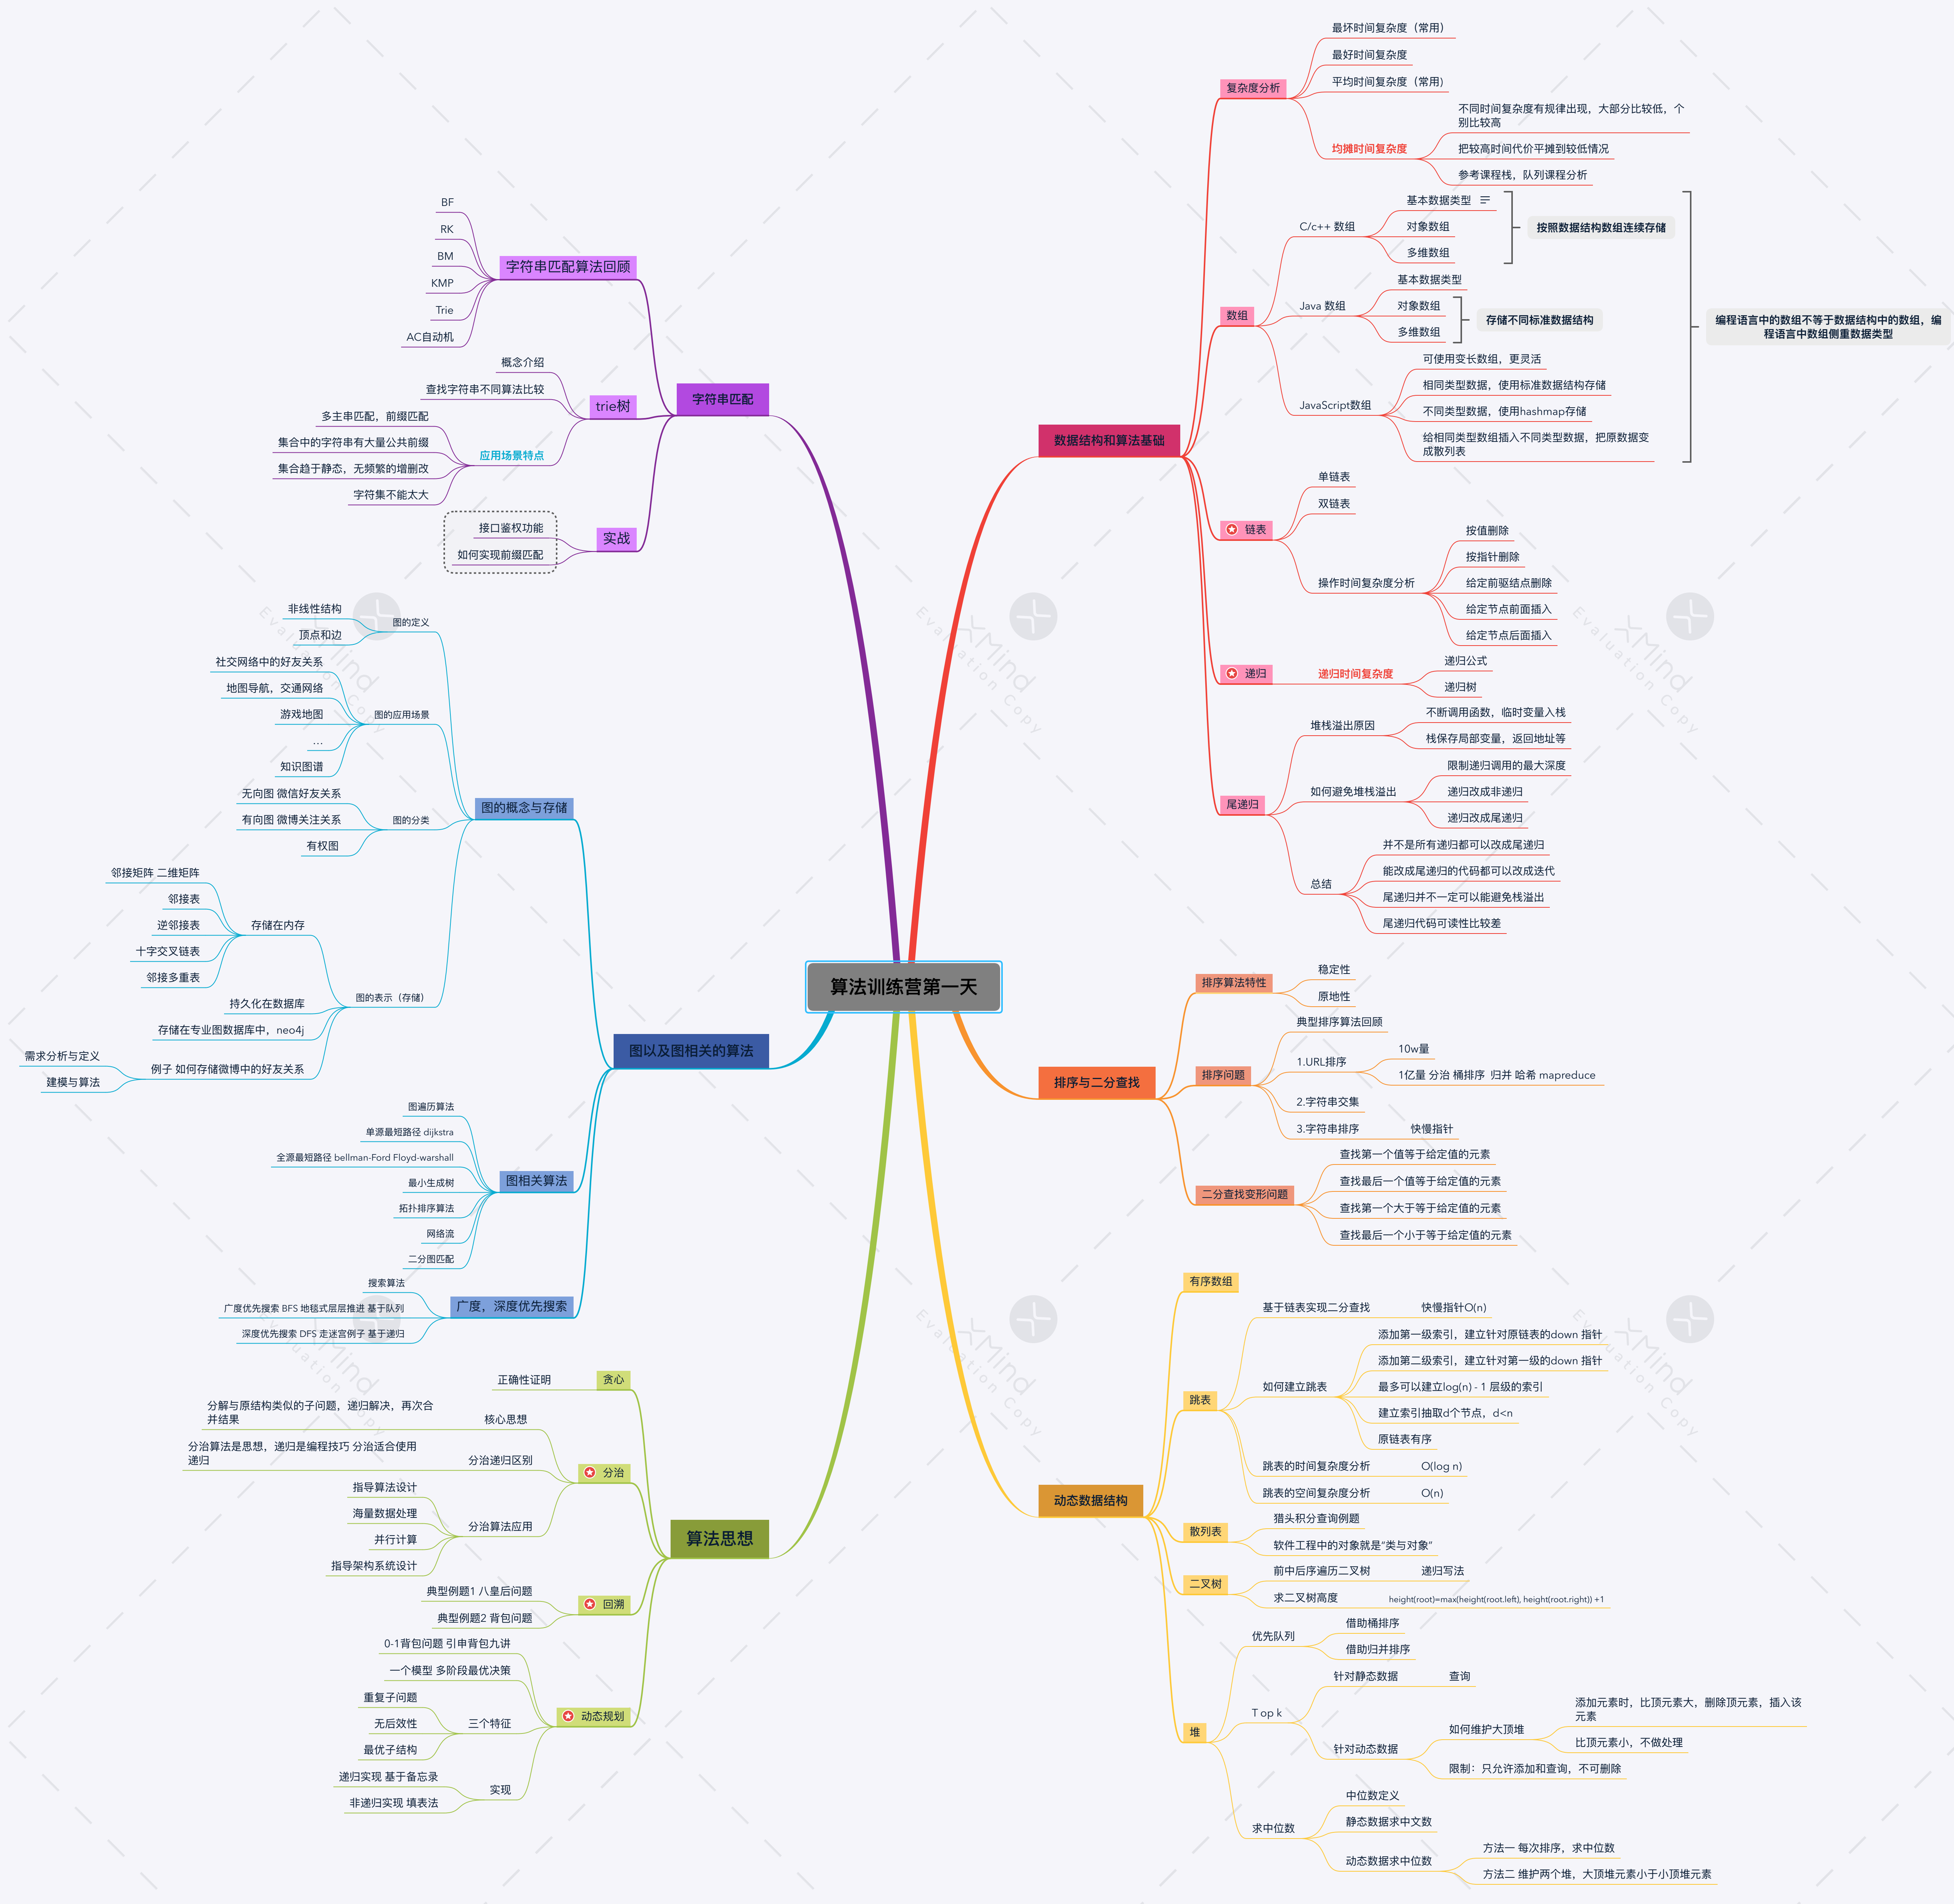 算法训练营第一天
数据结构和算法基础
复杂度分析
最坏时间复杂度（常用）
最好时间复杂度
平均时间复杂度（常用）
均摊时间复杂度
不同时间复杂度有规律出现，大部分比较低，个
别比较高
把较高时间代价平摊到较低情况
参考课程栈，队列课程分析
数组
C/c++ 数组
基本数据类型
对象数组
多维数组
按照数据结构数组连续存储
Java 数组
基本数据类型
对象数组
多维数组
存储不同标准数据结构
JavaScript数组
可使用变长数组，更灵活
相同类型数据，使用标准数据结构存储
不同类型数据，使用hashmap存储
给相同类型数组插入不同类型数据，把原数据变
成散列表
编程语言中的数组不等于数据结构中的数组，编
程语言中数组侧重数据类型
链表
单链表
双链表
操作时间复杂度分析
按值删除
按指针删除
给定前驱结点删除
给定节点前面插入
给定节点后面插入
递归
递归时间复杂度
递归公式
递归树
尾递归
堆栈溢出原因
不断调用函数，临时变量入栈
栈保存局部变量，返回地址等
如何避免堆栈溢出
限制递归调用的最大深度
递归改成非递归
递归改成尾递归
总结
并不是所有递归都可以改成尾递归
能改成尾递归的代码都可以改成迭代
尾递归并不一定可以能避免栈溢出
尾递归代码可读性比较差
排序与二分查找
排序算法特性
稳定性
原地性
排序问题
典型排序算法回顾
1.URL排序
10w量
1亿量 分治 桶排序 归并 哈希 mapreduce
2.字符串交集
3.字符串排序
快慢指针
二分查找变形问题
查找第一个值等于给定值的元素
查找最后一个值等于给定值的元素
查找第一个大于等于给定值的元素
查找最后一个小于等于给定值的元素
动态数据结构
有序数组
跳表
基于链表实现二分查找
快慢指针O(n)
如何建立跳表
添加第一级索引，建立针对原链表的down 指针
添加第二级索引，建立针对第一级的down 指针
最多可以建立log(n) - 1 层级的索引
建立索引抽取d个节点，d<n
原链表有序
跳表的时间复杂度分析
O(log n)
跳表的空间复杂度分析
O(n)
散列表
猎头积分查询例题
软件工程中的对象就是“类与对象”
二叉树
前中后序遍历二叉树
递归写法
求二叉树高度
height(root)=max(height(root.left), height(root.right)) +1
堆
优先队列
借助桶排序
借助归并排序
T op k
针对静态数据
查询
针对动态数据
如何维护大顶堆
添加元素时，比顶元素大，删除顶元素，插入该
元素
比顶元素小，不做处理
限制：只允许添加和查询，不可删除
求中位数
中位数定义
静态数据求中文数
动态数据求中位数
方法一 每次排序，求中位数
方法二 维护两个堆，大顶堆元素小于小顶堆元素
字符串匹配
字符串匹配算法回顾
BF
RK
BM
KMP
Trie
AC自动机
trie树
概念介绍
查找字符串不同算法比较
应用场景特点
多主串匹配，前缀匹配
集合中的字符串有大量公共前缀
集合趋于静态，无频繁的增删改
字符集不能太大
实战
接口鉴权功能
如何实现前缀匹配
图以及图相关的算法
图的概念与存储
图的定义
非线性结构
顶点和边
图的应用场景
社交网络中的好友关系
地图导航，交通网络
游戏地图
…
知识图谱
图的分类
无向图 微信好友关系
有向图 微博关注关系
有权图
图的表示（存储）
存储在内存
邻接矩阵 二维矩阵
邻接表
逆邻接表
十字交叉链表
邻接多重表
持久化在数据库
存储在专业图数据库中，neo4j
例子 如何存储微博中的好友关系
需求分析与定义
建模与算法
图相关算法
图遍历算法
单源最短路径 dijkstra
全源最短路径 bellman-Ford Floyd-warshall
最小生成树
拓扑排序算法
网络流
二分图匹配
广度，深度优先搜索
搜索算法
广度优先搜索 BFS 地毯式层层推进 基于队列
深度优先搜索 DFS 走迷宫例子 基于递归
算法思想
贪心
正确性证明
分治
核心思想
分解与原结构类似的子问题，递归解决，再次合
并结果
分治递归区别
分治算法是思想，递归是编程技巧 分治适合使用
递归
分治算法应用
指导算法设计
海量数据处理
并行计算
指导架构系统设计
回溯
典型例题1 八皇后问题
典型例题2 背包问题
动态规划
0-1背包问题 引申背包九讲
一个模型 多阶段最优决策
三个特征
重复子问题
无后效性
最优子结构
实现
递归实现 基于备忘录
非递归实现 填表法
XMind
Evaluation Copy
XMind
Evaluation Copy
XMind
Evaluation Copy
XMind
Evaluation Copy
XMind
Evaluation Copy
XMind
Evaluation Copy